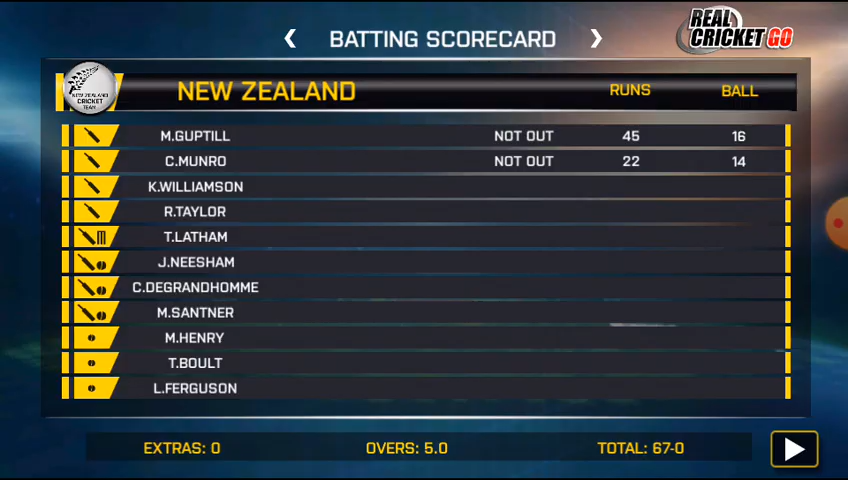 BATTING SCORECARD
REAL CRICKET GO
NEW ZEALAND CRICKET TEAM
NEW ZEALAND RUNS BALL
M.GUPTILL NOT OUT 45 16
C.MUNRO NOT OUT 22 14
K.WILLIAMSON
R.TAYLOR
T.LATHAM
J.NEESHAM
C.DEGRANDHOMME
M.SANTNER
M.HENRY
T.BOULT
L.FERGUSON
EXTRAS: 0 OVERS: 5.0 TOTAL: 67-0